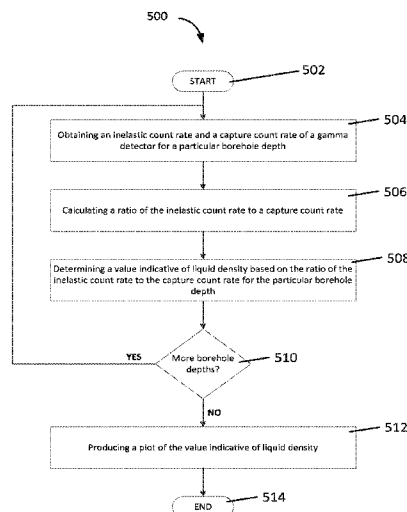 500
START
502
Obtaining an inelastic count rate and a capture count rate of a gamma
detector for a particular borehole depth
504
Calculating a ratio of the inelastic count rate to a capture count rate
506
Determining a value indicative of liquid density based on the ratio of the
inelastic count rate to the capture count rate for the particular borehole
depth
508
More borehole
depths?
510
YES
NO
Producing a plot of the value indicative of liquid density
512
END
514